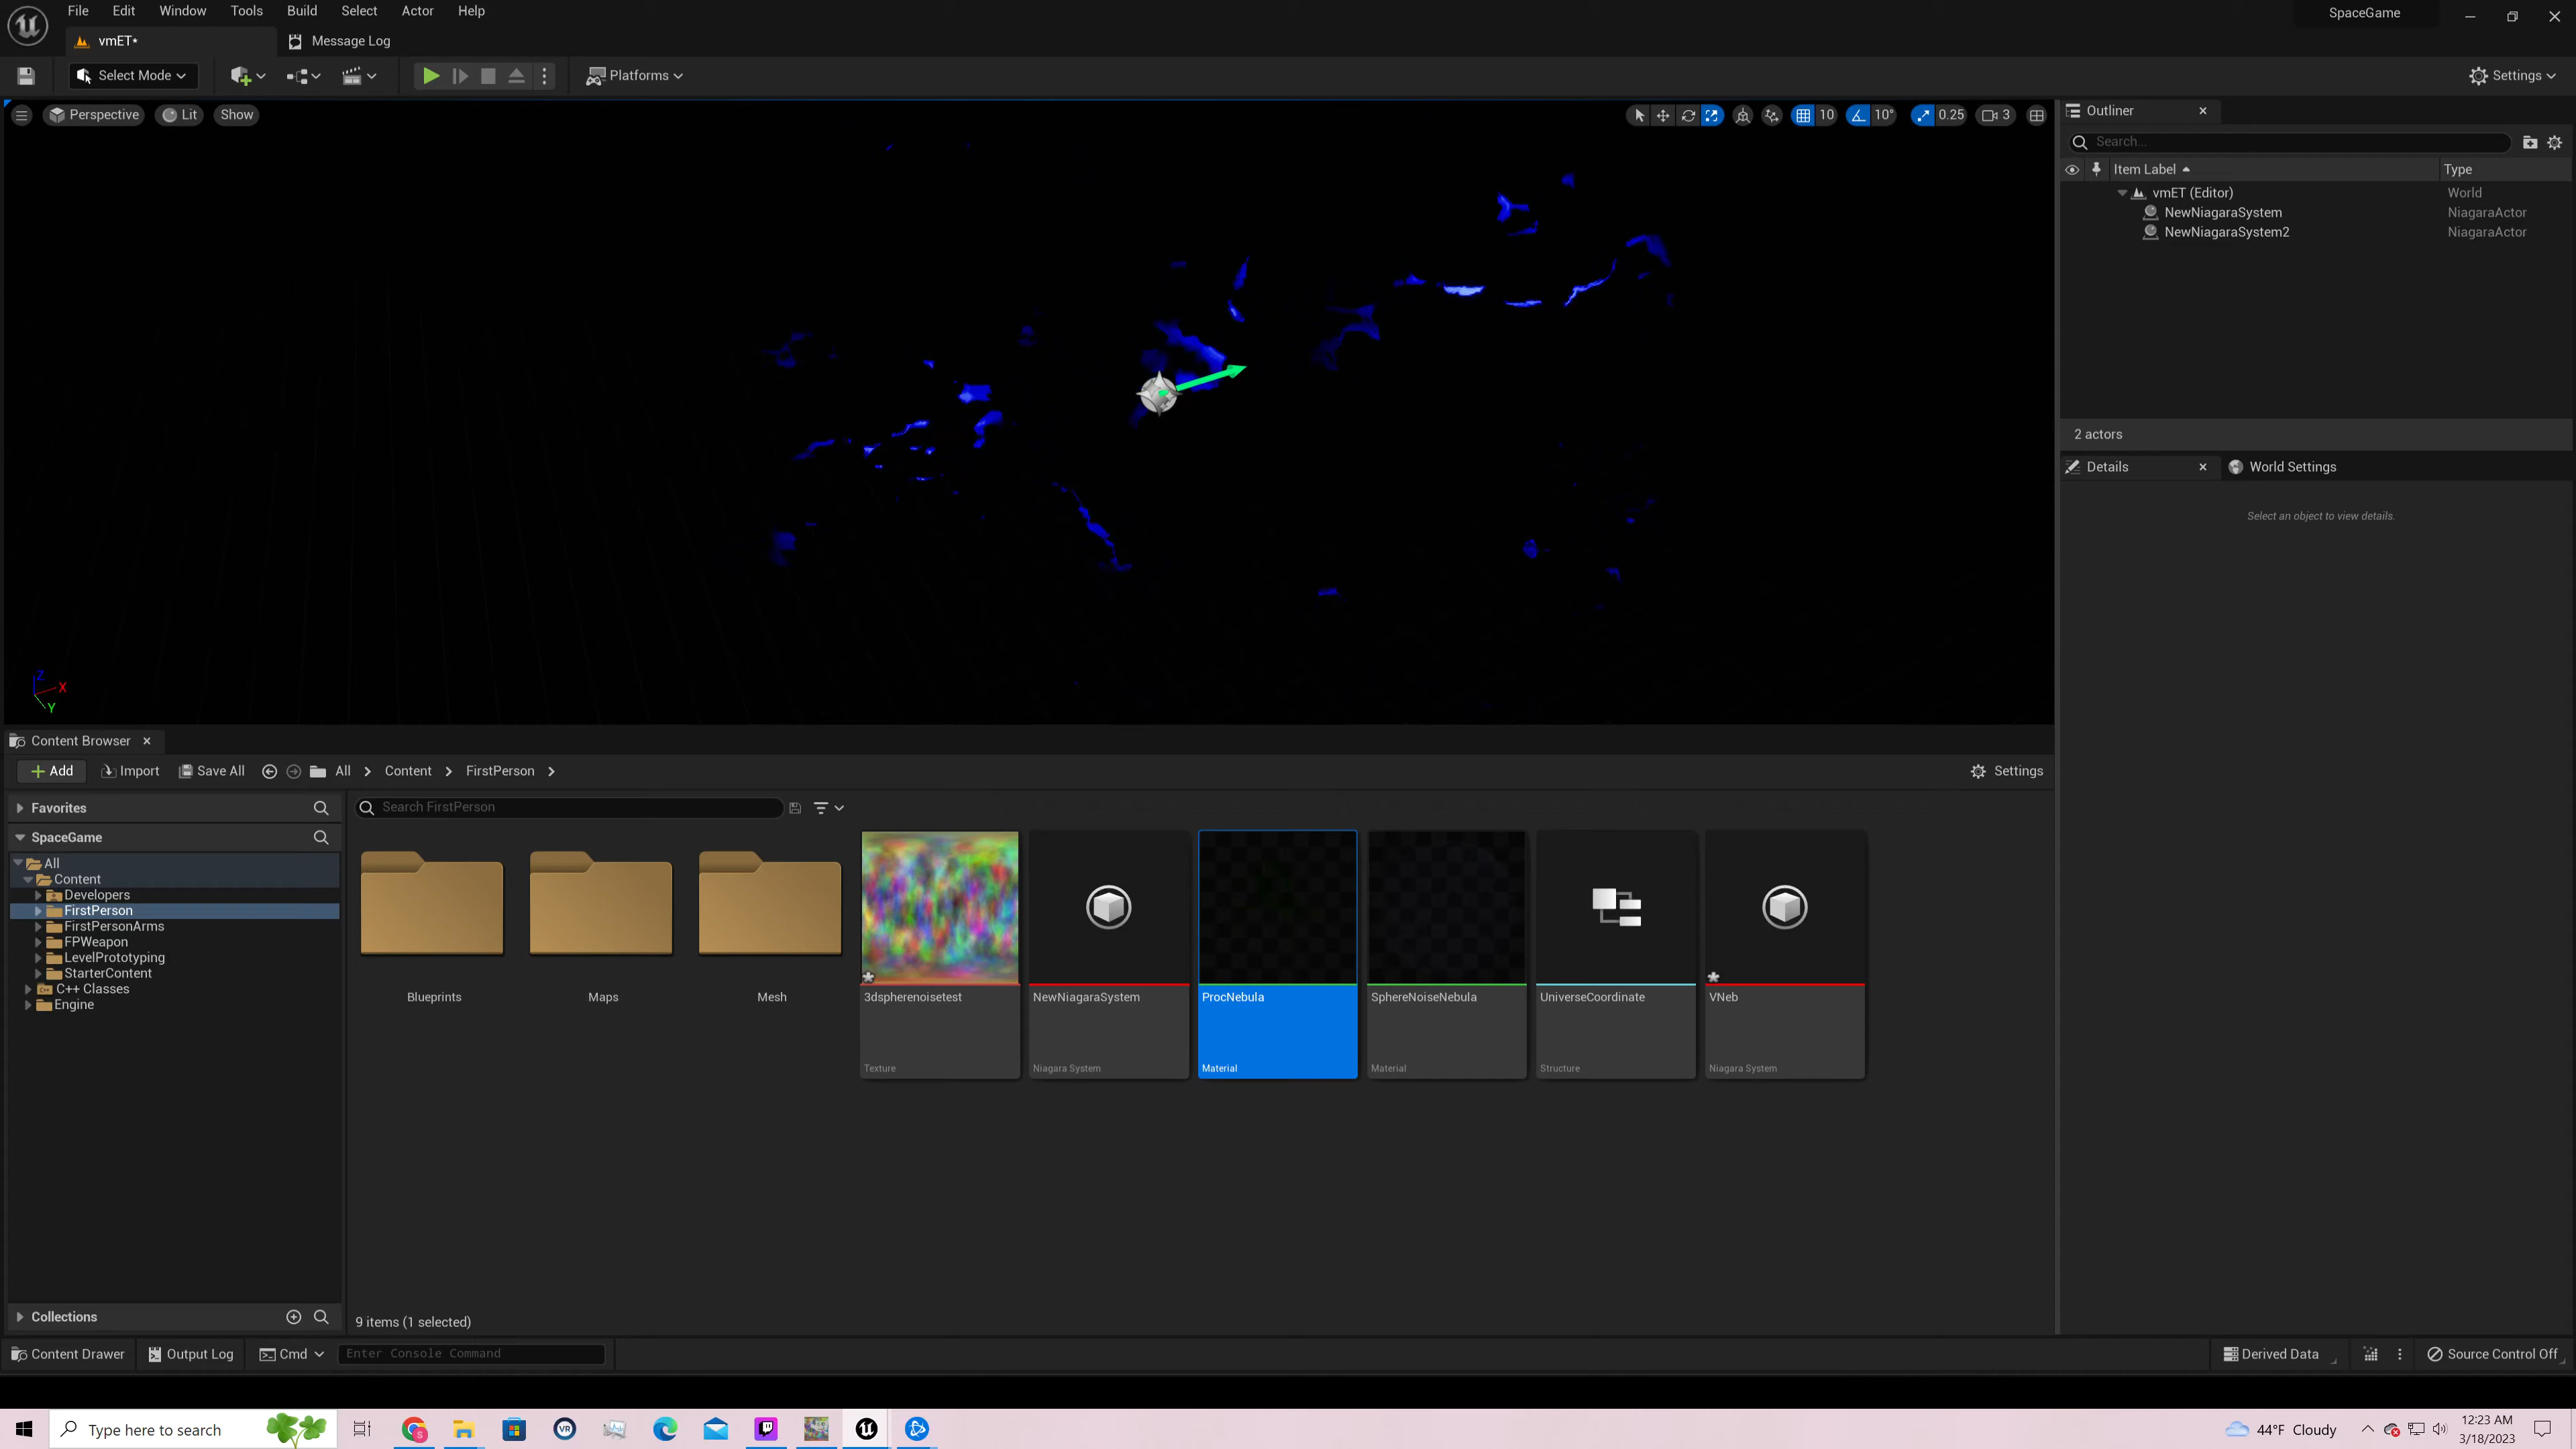 File Edit Window Tools Build Select Actor Help
SpaceGame
vmET*
Message Log
Select Mode
Platforms
Settings
Perspective
Lit
Show
10
10°
0.25
3
Outliner
Search...
Item Label
Type
vmET (Editor)
World
NewNiagaraSystem
NiagaraActor
NewNiagaraSystem2
NiagaraActor
2 actors
Details
World Settings
Select an object to view details.
Z
X
Y
Content Browser
Add
Import
Save All
All
Content
FirstPerson
Settings
Favorites
Search FirstPerson
SpaceGame
All
Content
Developers
FirstPerson
FirstPersonArms
FPWeapon
LevelPrototyping
StarterContent
C++ Classes
Engine
Blueprints
Maps
Mesh
3dspherenoisetest
Texture
NewNiagaraSystem
Niagara System
ProcNebula
Material
SphereNoiseNebula
Material
UniverseCoordinate
Structure
VNeb
Niagara System
Collections
9 items (1 selected)
Content Drawer
Output Log
Cmd
Enter Console Command
Derived Data
Source Control Off
Type here to search
44°F Cloudy
12:23 AM
3/18/2023